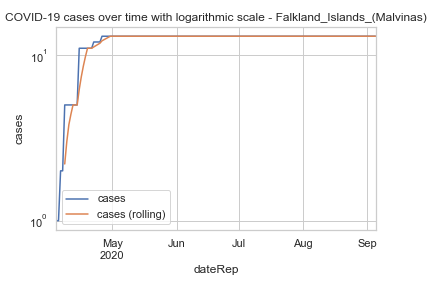 COVID-19 cases over time with logarithmic scale - Falkland_Islands_(Malvinas)
10¹
cases
10⁰
cases
cases (rolling)
May Jun Jul Aug Sep
2020
dateRep